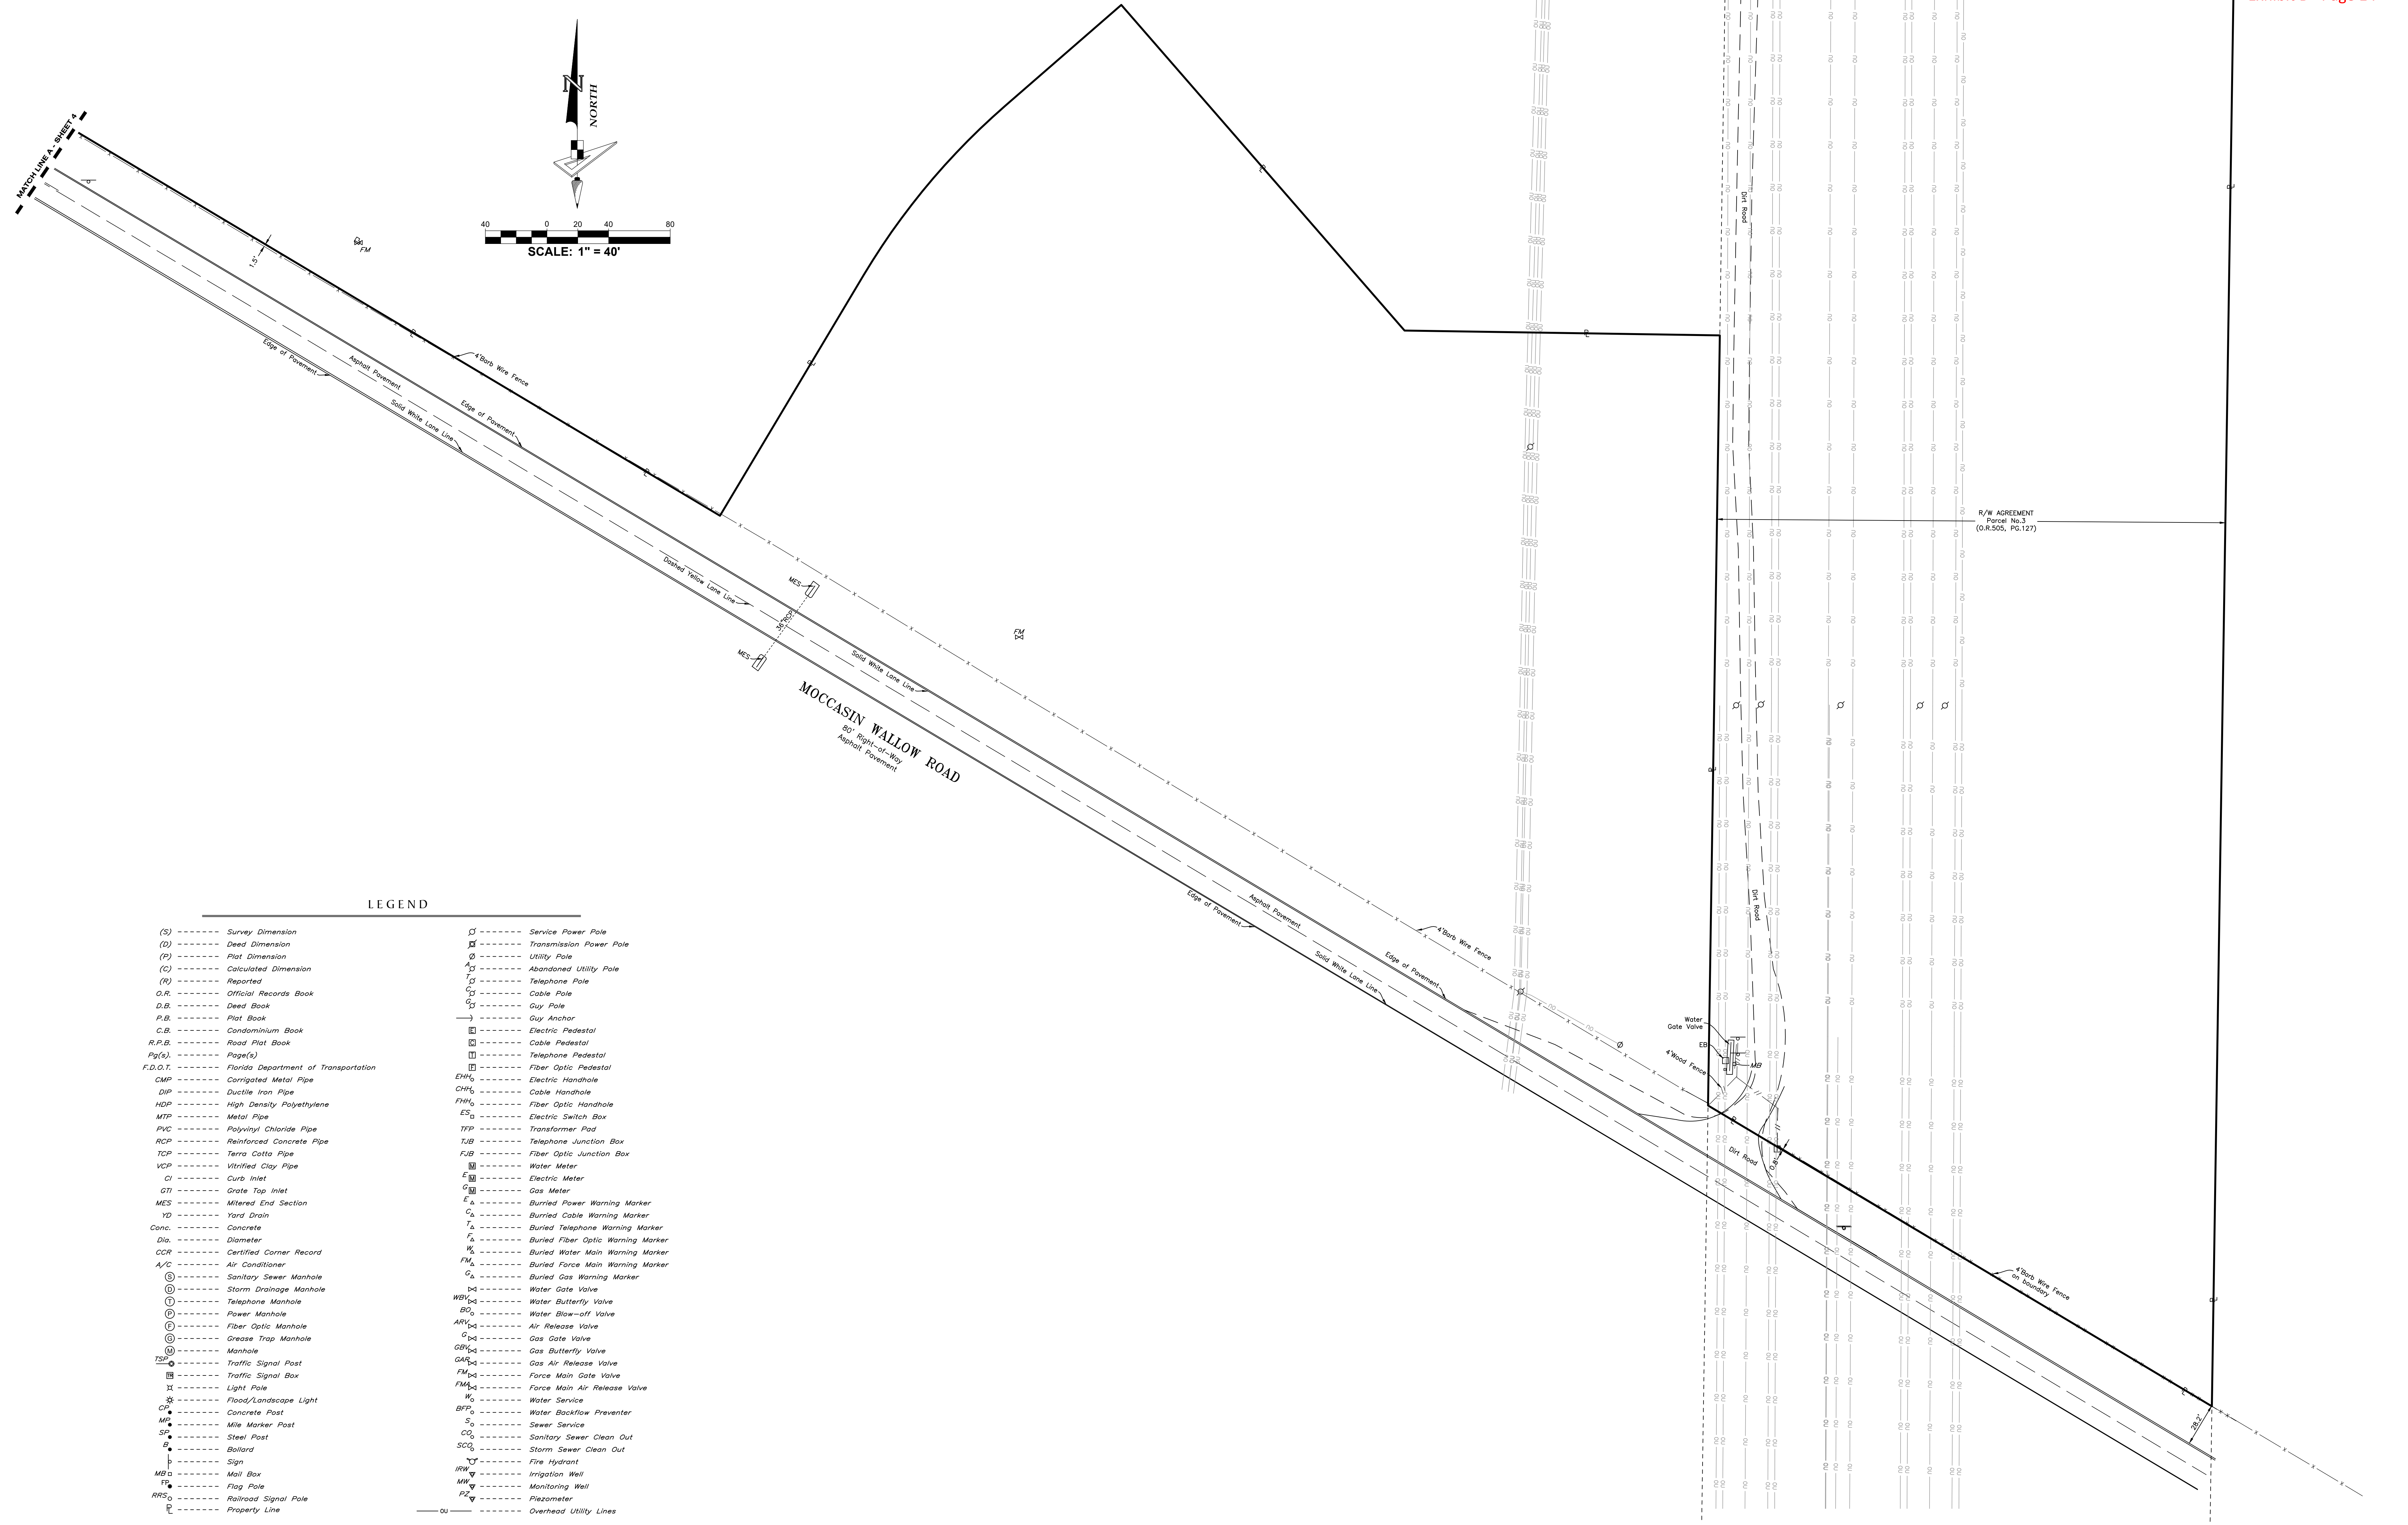 MATCH LINE A - SHEET 4
N
NORTH
40 0 20 40 80
SCALE: 1" = 40'
FM
1.5'
4'Barb Wire Fence
Edge of Pavement
Asphalt Pavement
Solid White Lane Line
Edge of Pavement
Dashed Yellow Lane Line
MES
36"RCP
MES
FM
Solid White Lane Line
MOCCASIN WALLOW ROAD
80' Right-of-Way
Asphalt Pavement
Dirt Road
R/W AGREEMENT
Parcel No.3
(O.R.505, PG.127)
Dirt Road
Edge of Pavement
Asphalt Pavement
4'Barb Wire Fence
Edge of Pavement
Solid White Lane Line
Water
Gate Valve
EB
MB
4'Wood Fence
Dirt Road
0.8'
4'Barb Wire Fence
on boundary
28.2'
LEGEND
(S) Survey Dimension
(D) Deed Dimension
(P) Plat Dimension
(C) Calculated Dimension
(R) Reported
O.R. Official Records Book
D.B. Deed Book
P.B. Plat Book
C.B. Condominium Book
R.P.B. Road Plat Book
Pg(s). Page(s)
F.D.O.T. Florida Department of Transportation
CMP Corrigated Metal Pipe
DIP Ductile Iron Pipe
HDP High Density Polyethylene
MTP Metal Pipe
PVC Polyvinyl Chloride Pipe
RCP Reinforced Concrete Pipe
TCP Terra Cotta Pipe
VCP Vitrified Clay Pipe
CI Curb Inlet
GTI Grate Top Inlet
MES Mitered End Section
YD Yard Drain
Conc. Concrete
Dia. Diameter
CCR Certified Corner Record
A/C Air Conditioner
S Sanitary Sewer Manhole
D Storm Drainage Manhole
T Telephone Manhole
P Power Manhole
F Fiber Optic Manhole
G Grease Trap Manhole
M Manhole
TSP Traffic Signal Post
Traffic Signal Box
Light Pole
Flood/Landscape Light
CP Concrete Post
MP Mile Marker Post
SP Steel Post
B Bollard
Sign
MB Mail Box
FP Flag Pole
RRS Railroad Signal Pole
Property Line
Service Power Pole
Transmission Power Pole
Utility Pole
A Abandoned Utility Pole
T Telephone Pole
C Cable Pole
G Guy Pole
Guy Anchor
E Electric Pedestal
C Cable Pedestal
T Telephone Pedestal
F Fiber Optic Pedestal
EHH Electric Handhole
CHH Cable Handhole
FHH Fiber Optic Handhole
ES Electric Switch Box
TFP Transformer Pad
TJB Telephone Junction Box
FJB Fiber Optic Junction Box
M Water Meter
E M Electric Meter
G M Gas Meter
E Burried Power Warning Marker
C Burried Cable Warning Marker
T Buried Telephone Warning Marker
F Buried Fiber Optic Warning Marker
W Buried Water Main Warning Marker
FM Buried Force Main Warning Marker
G Buried Gas Warning Marker
Water Gate Valve
WBV Water Butterfly Valve
BO Water Blow-off Valve
ARV Air Release Valve
G Gas Gate Valve
GBV Gas Butterfly Valve
GAR Gas Air Release Valve
FM Force Main Gate Valve
FMA Force Main Air Release Valve
W Water Service
BFP Water Backflow Preventer
S Sewer Service
CO Sanitary Sewer Clean Out
SCO Storm Sewer Clean Out
Fire Hydrant
IRW Irrigation Well
MW Monitoring Well
PZ Piezometer
OU Overhead Utility Lines